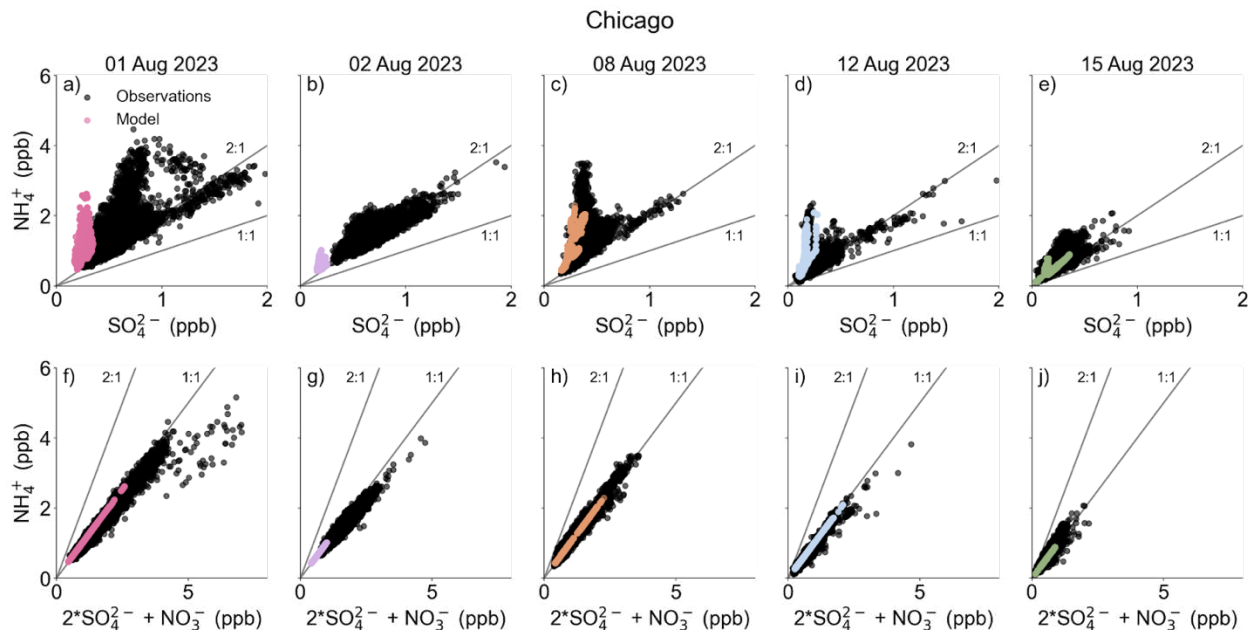 Chicago
01 Aug 2023 02 Aug 2023 08 Aug 2023 12 Aug 2023 15 Aug 2023
6 a) Observations b) c) d) e)
Model
4 2:1 2:1 2:1 2:1 2:1
NH₄⁺ (ppb)
2 1:1 1:1 1:1 1:1 1:1
0
0 1 2 0 1 2 0 1 2 0 1 2 0 1 2
SO₄²⁻ (ppb) SO₄²⁻ (ppb) SO₄²⁻ (ppb) SO₄²⁻ (ppb) SO₄²⁻ (ppb)
6 f) 2:1 1:1 g) 2:1 1:1 h) 2:1 1:1 i) 2:1 1:1 j) 2:1 1:1
4
NH₄⁺ (ppb)
2
0
0 5 0 5 0 5 0 5 0 5
2*SO₄²⁻ + NO₃⁻ (ppb) 2*SO₄²⁻ + NO₃⁻ (ppb) 2*SO₄²⁻ + NO₃⁻ (ppb) 2*SO₄²⁻ + NO₃⁻ (ppb) 2*SO₄²⁻ + NO₃⁻ (ppb)